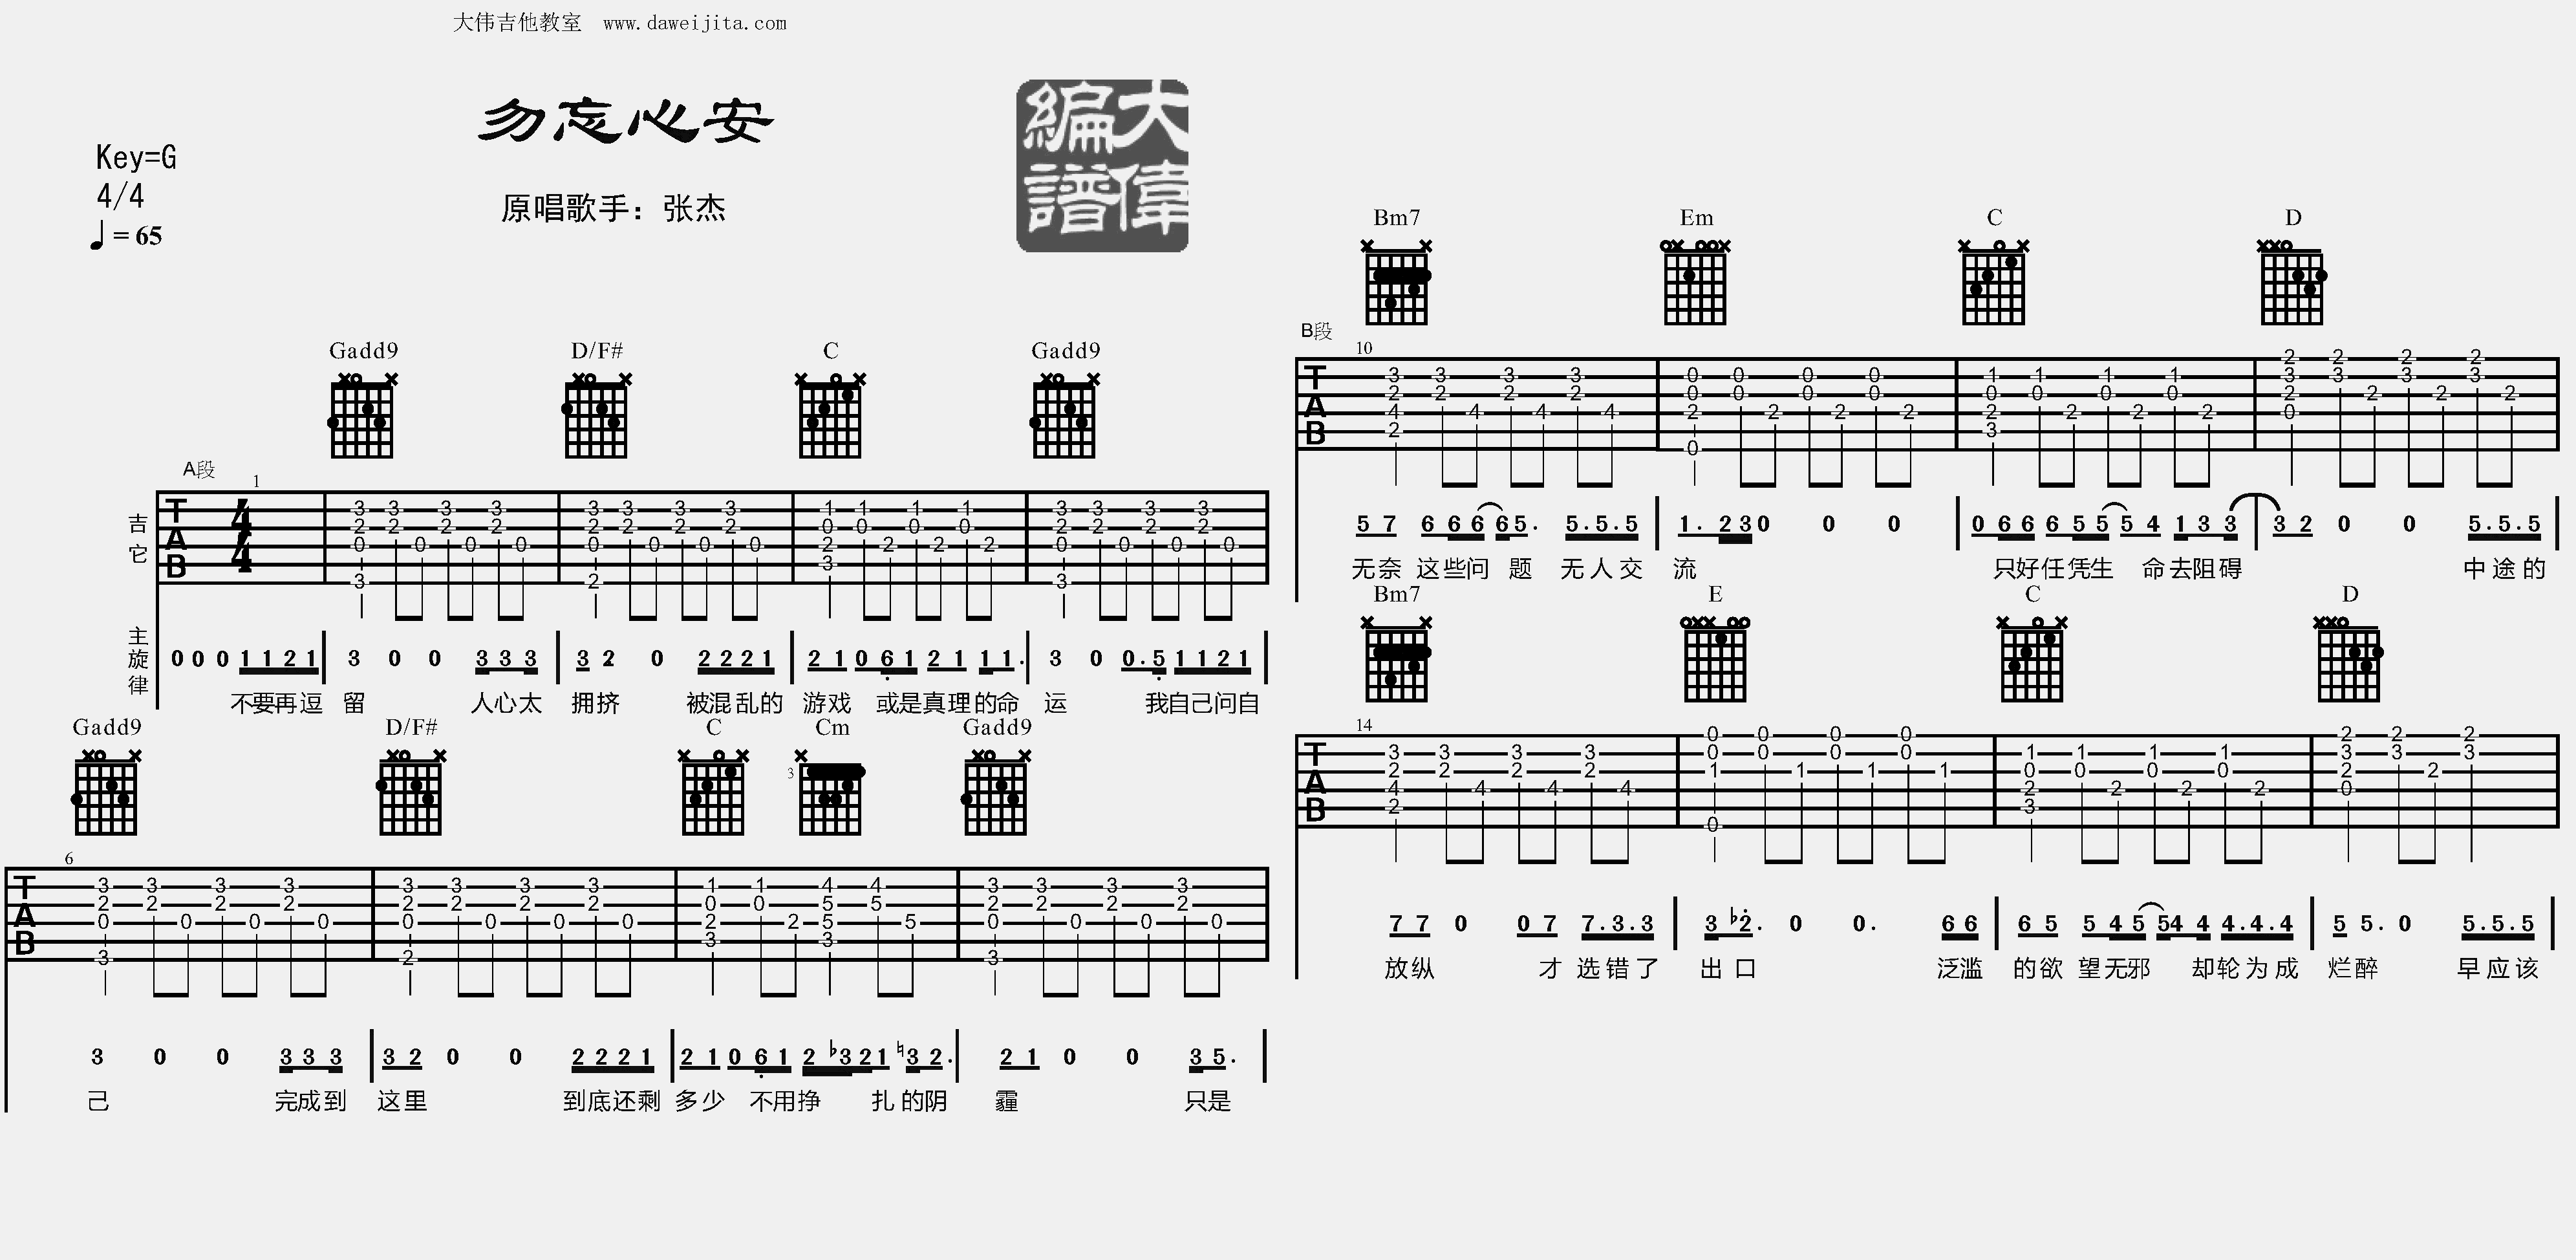 大伟吉他教室 www.daweijita.com
勿忘心安
大伟编谱
Key=G
4/4
♩= 65
原唱歌手：张杰
Gadd9 D/F# C Gadd9
A段
1
吉它
TAB 4/4
主旋律
0 0 0 1 1 2 1 | 3 0 0 3 3 3 | 3 2 0 2 2 2 1 | 2 1 0 6 1 2 1 1 1. | 3 0 0.5 1 1 2 1
不要再逗 留 人心太 拥挤 被混乱的 游戏 或是真理的命 运 我自己问自
Gadd9 D/F# C Cm Gadd9
3
6
TAB
3 0 0 3 3 3 | 3 2 0 0 2 2 2 1 | 2 1 0 6 1 2 ♭3 2 1 ♮3 2. | 2 1 0 0 3 5.
己 完成到 这里 到底还剩 多少 不用挣 扎的阴 霾 只是
Bm7 Em C D
B段
10
TAB
5 7 6 6 6 6 5. 5.5.5 | 1. 2 3 0 0 0 | 0 6 6 6 5 5 5 4 1 3 3 | 3 2 0 0 5.5.5
无奈 这些问 题 无人交 流 只好任凭生 命去阻碍 中途的
Bm7 E C D
14
TAB
7 7 0 0 7 7.3.3 | 3 ♭2. 0 0. 6 6 | 6 5 5 4 5 5 4 4 4.4.4 | 5 5. 0 5.5.5
放纵 才 选错了 出口 泛滥 的欲 望无邪 却轮为成 烂醉 早应该